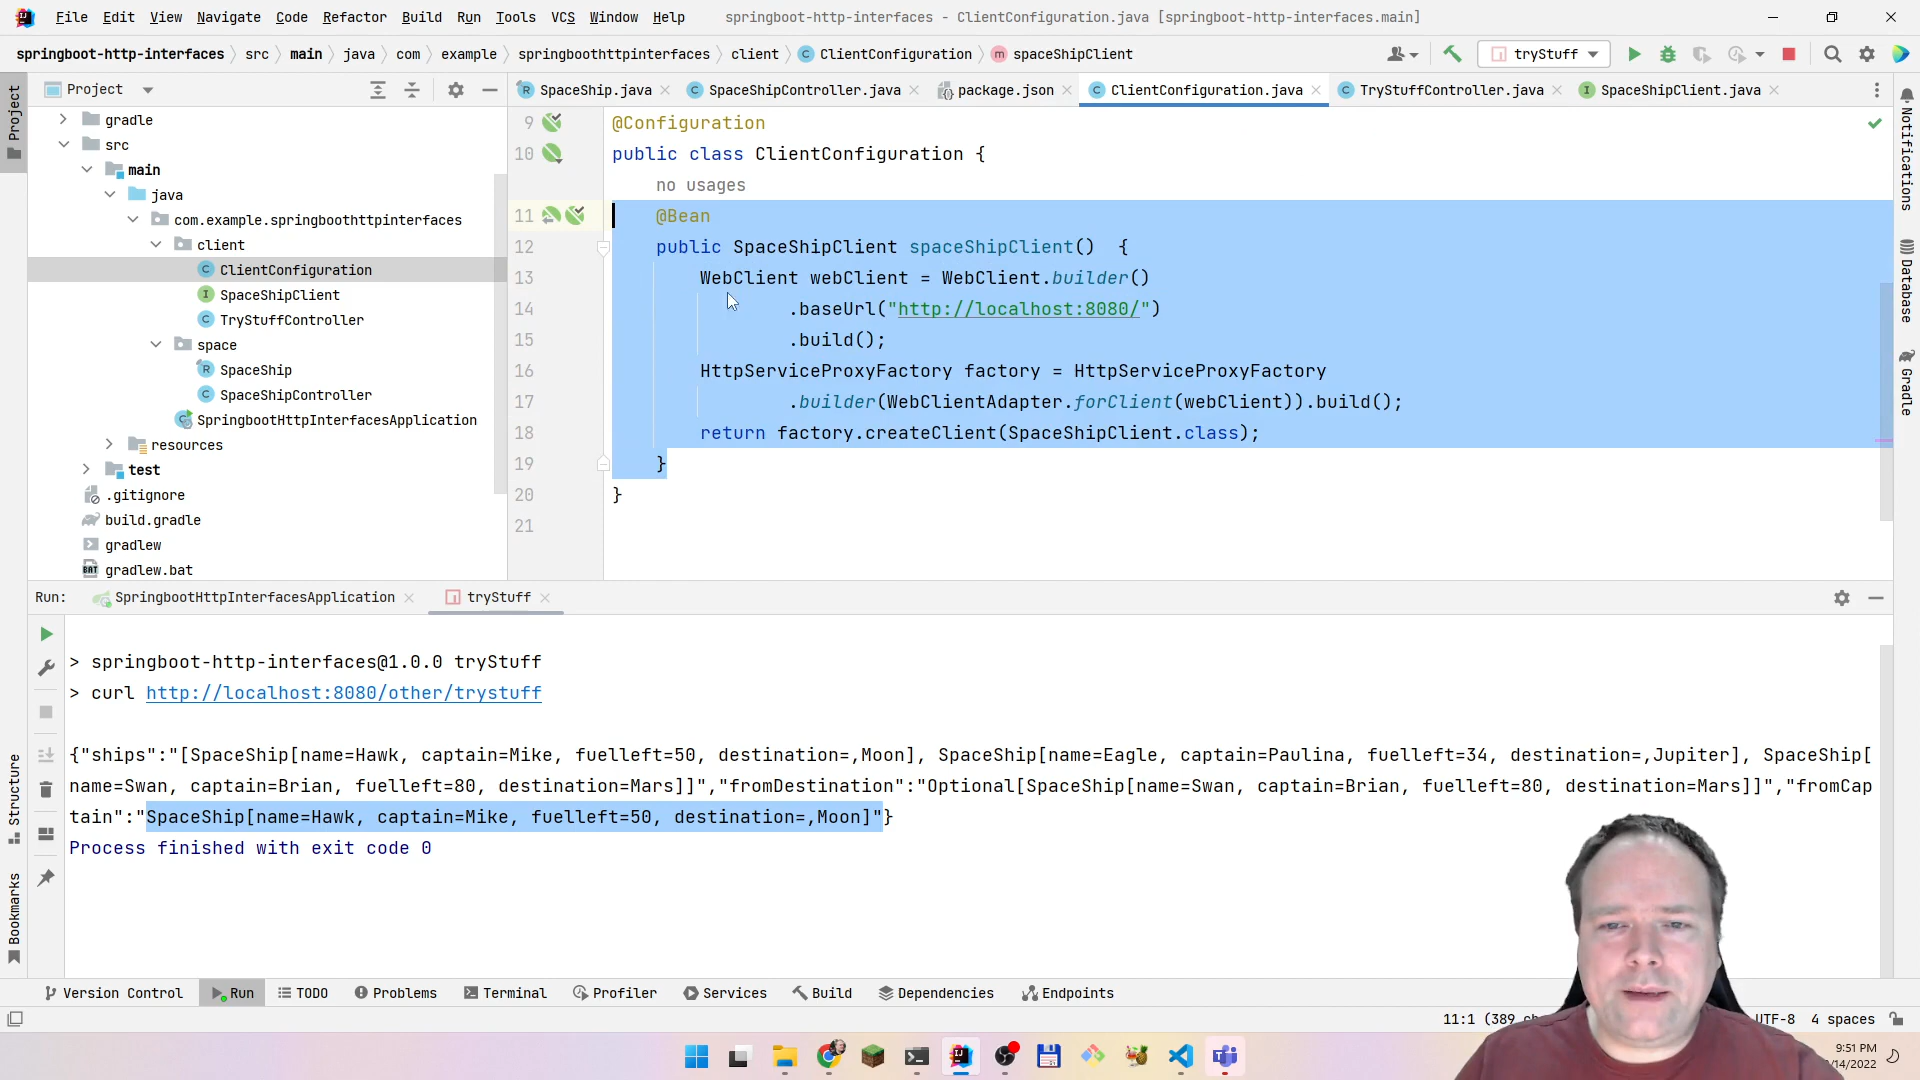 File Edit View Navigate Code Refactor Build Run Tools VCS Window Help springboot-http-interfaces - ClientConfiguration.java [springboot-http-interfaces.main]
springboot-http-interfaces src main java com example springboothttpinterfaces client ClientConfiguration spaceShipClient tryStuff
Project
Project
SpaceShip.java SpaceShipController.java package.json ClientConfiguration.java TryStuffController.java SpaceShipClient.java
gradle
src
main
java
com.example.springboothttpinterfaces
client
ClientConfiguration
SpaceShipClient
TryStuffController
space
SpaceShip
SpaceShipController
SpringbootHttpInterfacesApplication
resources
test
.gitignore
build.gradle
gradlew
gradlew.bat
9 @Configuration
10 public class ClientConfiguration {
no usages
11 @Bean
12 public SpaceShipClient spaceShipClient() {
13 WebClient webClient = WebClient.builder()
14 .baseUrl("http://localhost:8080/")
15 .build();
16 HttpServiceProxyFactory factory = HttpServiceProxyFactory
17 .builder(WebClientAdapter.forClient(webClient)).build();
18 return factory.createClient(SpaceShipClient.class);
19 }
20 }
21
Notifications
Database
Gradle
Run: SpringbootHttpInterfacesApplication tryStuff
> springboot-http-interfaces@1.0.0 tryStuff
> curl http://localhost:8080/other/trystuff
{"ships":"[SpaceShip[name=Hawk, captain=Mike, fuelleft=50, destination=,Moon], SpaceShip[name=Eagle, captain=Paulina, fuelleft=34, destination=,Jupiter], SpaceShip[
name=Swan, captain=Brian, fuelleft=80, destination=Mars]]","fromDestination":"Optional[SpaceShip[name=Swan, captain=Brian, fuelleft=80, destination=Mars]]","fromCap
tain":"SpaceShip[name=Hawk, captain=Mike, fuelleft=50, destination=,Moon]"}
Process finished with exit code 0
Structure
Bookmarks
Version Control Run TODO Problems Terminal Profiler Services Build Dependencies Endpoints
11:1 (389 UTF-8 4 spaces
9:51 PM
/14/2022